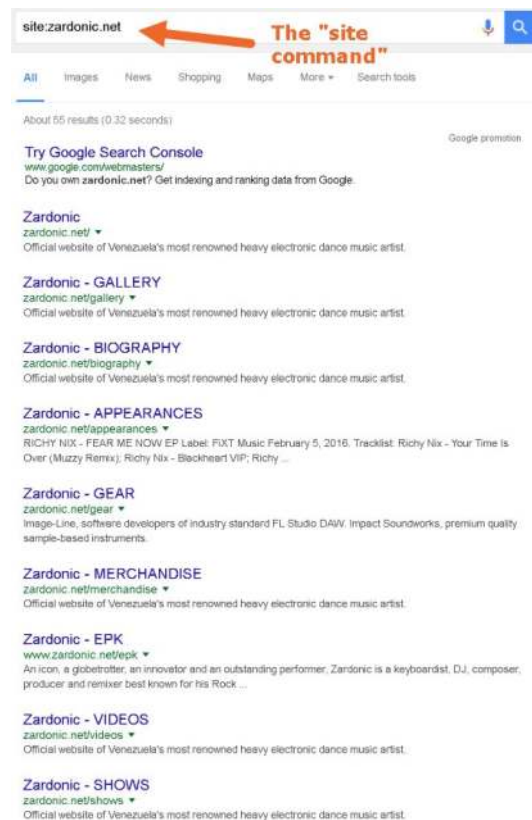 site:zardonic.net
The "site
command"
All Images News Shopping Maps More Search tools
About 55 results (0.32 seconds)
Google promotion
Try Google Search Console
www.google.com/webmasters/
Do you own zardonic.net? Get indexing and ranking data from Google.
Zardonic
zardonic.net/
Official website of Venezuela's most renowned heavy electronic dance music artist.
Zardonic - GALLERY
zardonic.net/gallery
Official website of Venezuela's most renowned heavy electronic dance music artist.
Zardonic - BIOGRAPHY
zardonic.net/biography
Official website of Venezuela's most renowned heavy electronic dance music artist.
Zardonic - APPEARANCES
zardonic.net/appearances
RICHY NIX - FEAR ME NOW EP Label: FiXT Music February 5, 2016. Tracklist: Richy Nix - Your Time Is
Over (Muzzy Remix); Richy Nix - Blackheart VIP; Richy ...
Zardonic - GEAR
zardonic.net/gear
Image-Line, software developers of industry standard FL Studio DAW. Impact Soundworks, premium quality
sample-based instruments.
Zardonic - MERCHANDISE
zardonic.net/merchandise
Official website of Venezuela's most renowned heavy electronic dance music artist.
Zardonic - EPK
www.zardonic.net/epk
An icon, a globetrotter, an innovator and an outstanding performer, Zardonic is a keyboardist, DJ, composer,
producer and remixer best known for his Rock ...
Zardonic - VIDEOS
zardonic.net/videos
Official website of Venezuela's most renowned heavy electronic dance music artist.
Zardonic - SHOWS
zardonic.net/shows
Official website of Venezuela's most renowned heavy electronic dance music artist.